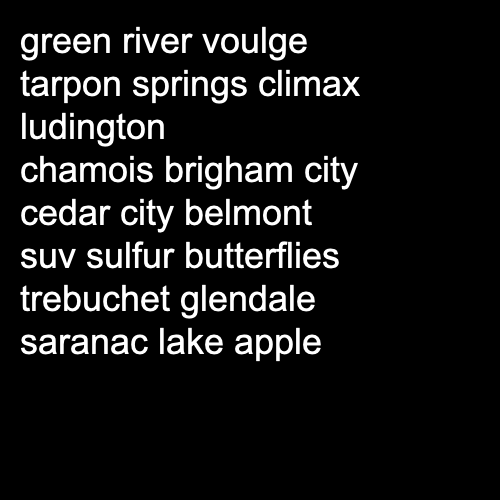 green river voulge
tarpon springs climax
ludington
chamois brigham city
cedar city belmont
suv sulfur butterflies
trebuchet glendale
saranac lake apple